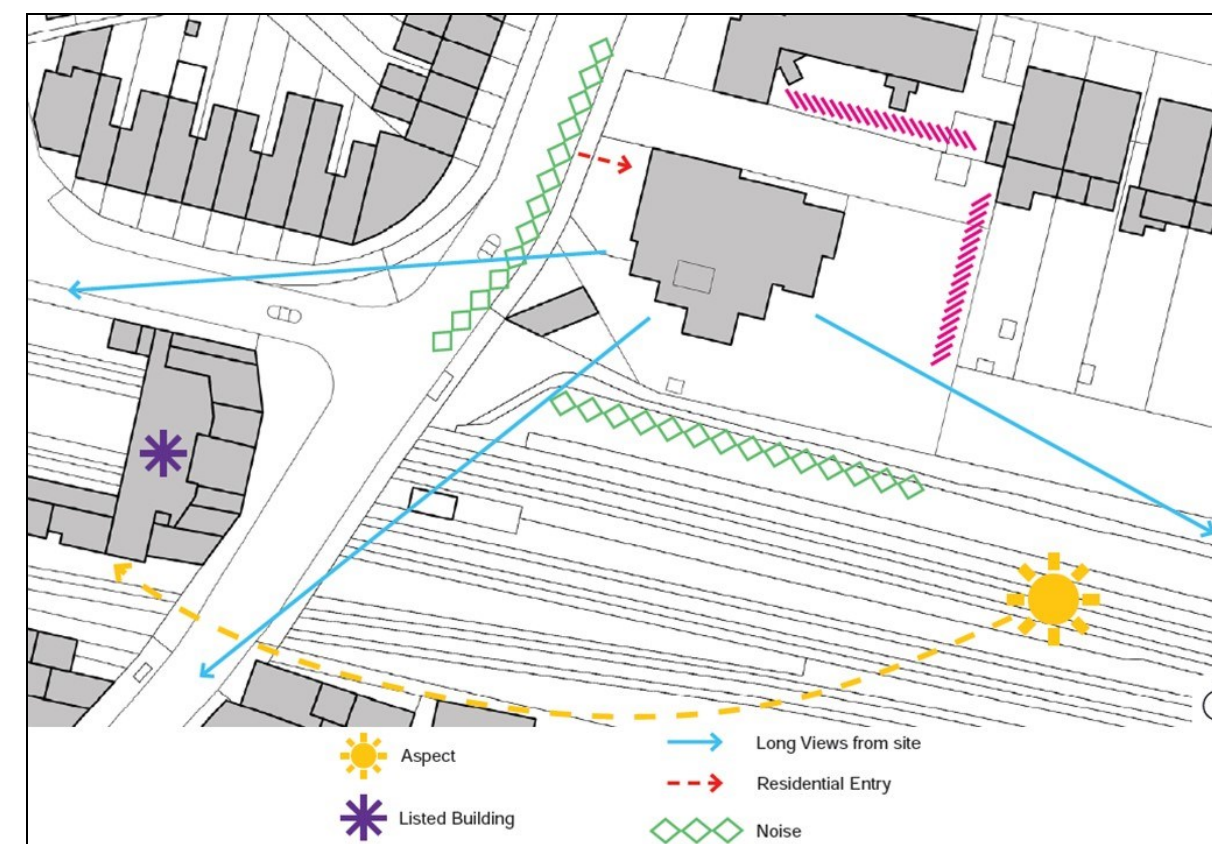 Aspect
Listed Building
Long Views from site
Residential Entry
Noise